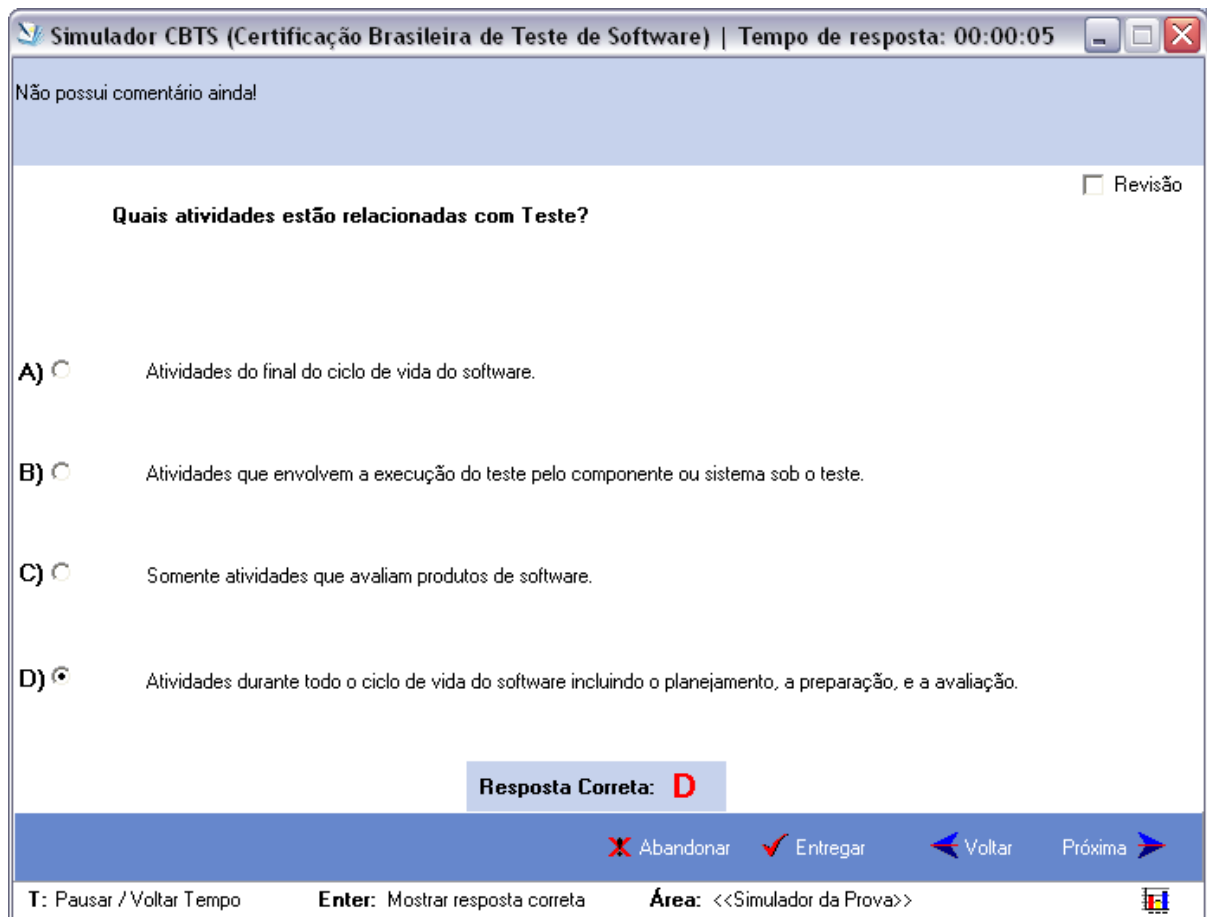 Simulador CBTS (Certificação Brasileira de Teste de Software) | Tempo de resposta: 00:00:05
Não possui comentário ainda!
Revisão
Quais atividades estão relacionadas com Teste?
A) Atividades do final do ciclo de vida do software.
B) Atividades que envolvem a execução do teste pelo componente ou sistema sob o teste.
C) Somente atividades que avaliam produtos de software.
D) Atividades durante todo o ciclo de vida do software incluindo o planejamento, a preparação, e a avaliação.
Resposta Correta: D
Abandonar Entregar Voltar Próxima
T: Pausar / Voltar Tempo Enter: Mostrar resposta correta Área: <<Simulador da Prova>>